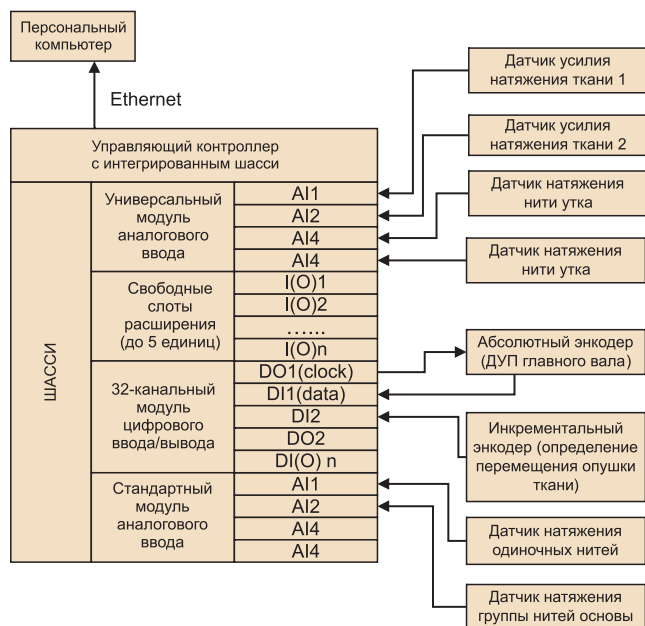 Персональный
компьютер
Ethernet
Управляющий контроллер
с интегрированным шасси
ШАССИ
Универсальный
модуль
аналогового
ввода
AI1
AI2
AI4
AI4
Свободные
слоты
расширения
(до 5 единиц)
I(O)1
I(O)2
......
I(O)n
32-канальный
модуль
цифрового
ввода/вывода
DO1(clock)
DI1(data)
DI2
DO2
DI(O) n
Стандартный
модуль
аналогового
ввода
AI1
AI2
AI4
AI4
Датчик усилия
натяжения ткани 1
Датчик усилия
натяжения ткани 2
Датчик натяжения
нити утка
Датчик натяжения
нити утка
Абсолютный энкодер
(ДУП главного вала)
Инкрементальный
энкодер (определение
перемещения опушки
ткани)
Датчик натяжения
одиночных нитей
Датчик натяжения
группы нитей основы